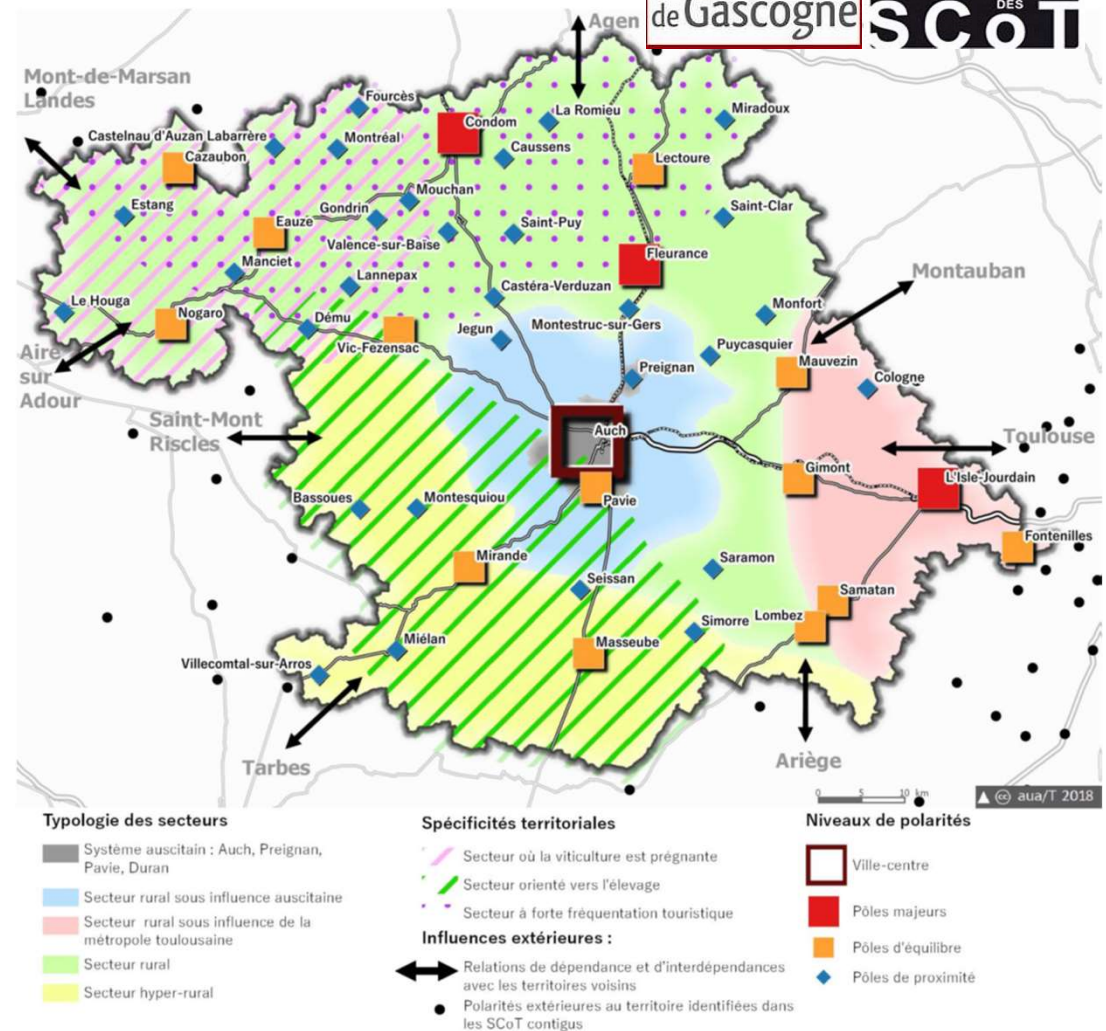 de Gascogne
DES
SCoT
Agen
Mont-de-Marsan
Landes
Fourcès
Condom
La Romieu
Miradoux
Castelnau d'Auzan Labarrère
Montréal
Caussens
Cazaubon
Lectoure
Mouchan
Estang
Gondrin
Saint-Clar
Eauze
Saint-Puy
Valence-sur-Baïse
Fleurance
Manciet
Lannepax
Montauban
Castéra-Verduzan
Le Houga
Monfort
Nogaro
Dému
Jegun
Montestruc-sur-Gers
Vic-Fezensac
Puycasquier
Aire
sur
Adour
Mauvezin
Preignan
Cologne
Saint-Mont
Riscles
Auch
Toulouse
Gimont
L'Isle-Jourdain
Bassoues
Montesquiou
Pavie
Fontenilles
Mirande
Saramon
Seissan
Samatan
Lombez
Simorre
Masseube
Miélan
Villecomtal-sur-Arros
Tarbes
Ariège
0 5 10 km
cc aua/T 2018
Typologie des secteurs
Système auscitain : Auch, Preignan,
Pavie, Duran
Secteur rural sous influence auscitaine
Secteur rural sous influence de la
métropole toulousaine
Secteur rural
Secteur hyper-rural
Spécificités territoriales
Secteur où la viticulture est prégnante
Secteur orienté vers l'élevage
Secteur à forte fréquentation touristique
Influences extérieures :
Relations de dépendance et d'interdépendances
avec les territoires voisins
Polarités extérieures au territoire identifiées dans
les SCoT contigus
Niveaux de polarités
Ville-centre
Pôles majeurs
Pôles d'équilibre
Pôles de proximité